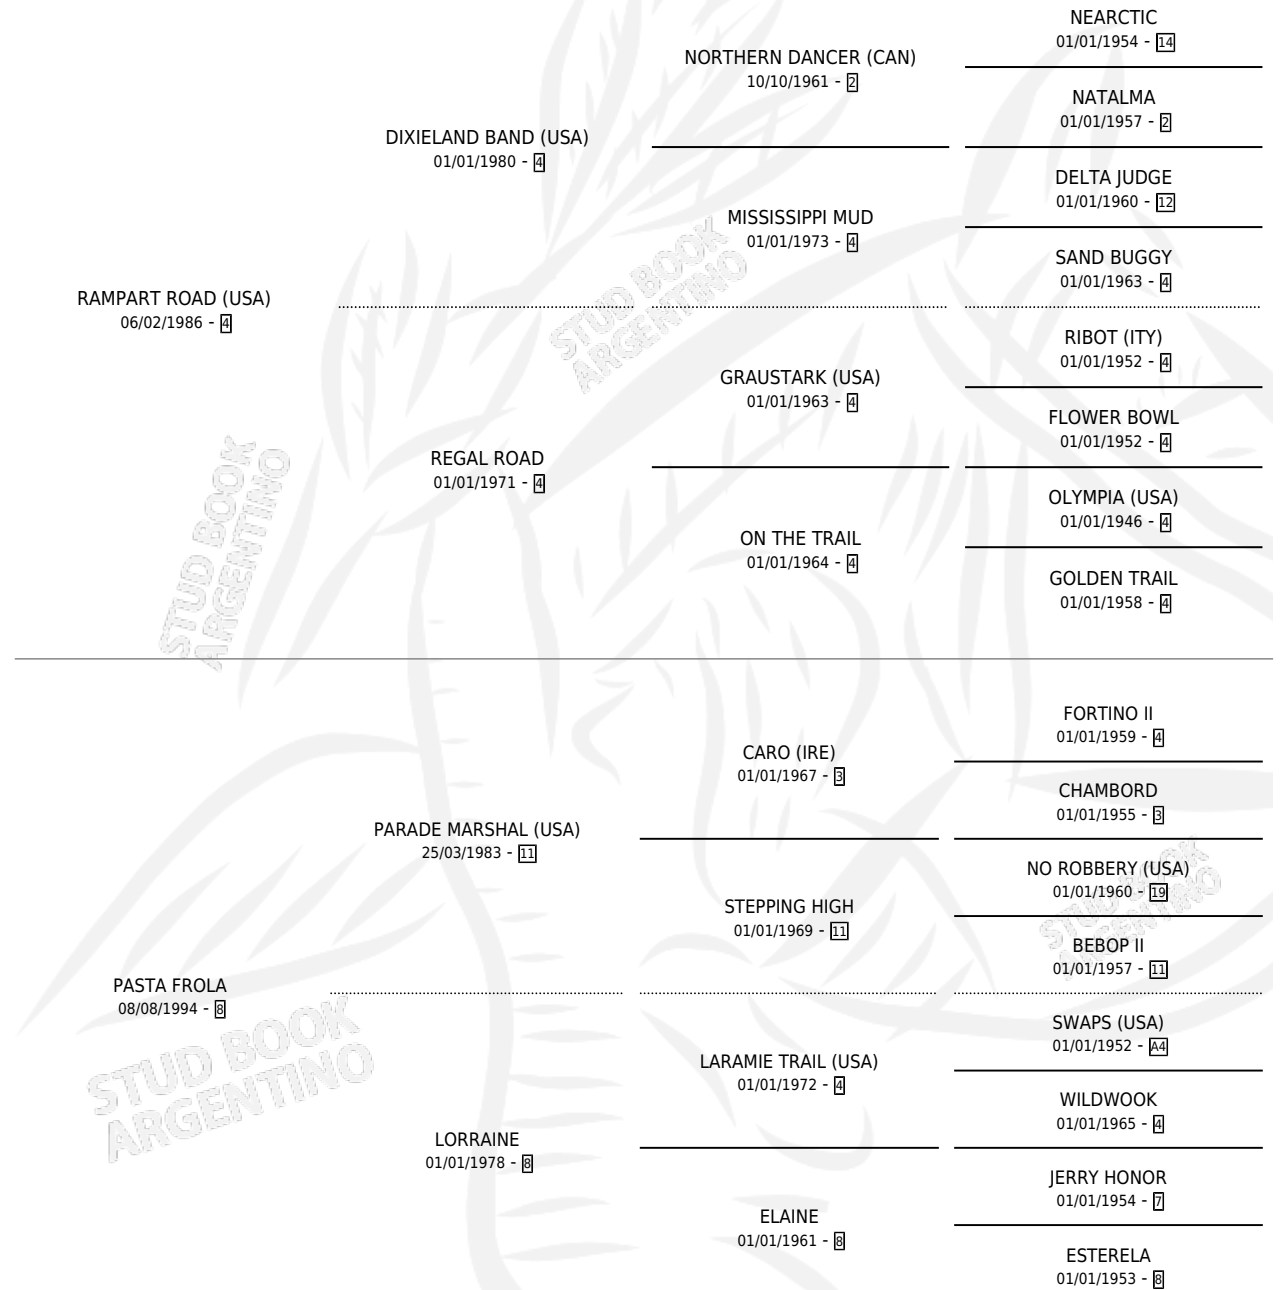 NEARCTIC
01/01/1954 - 14
NORTHERN DANCER (CAN)
10/10/1961 - 2
NATALMA
01/01/1957 - 2
DIXIELAND BAND (USA)
01/01/1980 - 4
DELTA JUDGE
01/01/1960 - 12
MISSISSIPPI MUD
01/01/1973 - 4
SAND BUGGY
01/01/1963 - 4
RAMPART ROAD (USA)
06/02/1986 - 4
RIBOT (ITY)
01/01/1952 - 4
GRAUSTARK (USA)
01/01/1963 - 4
FLOWER BOWL
01/01/1952 - 4
REGAL ROAD
01/01/1971 - 4
OLYMPIA (USA)
01/01/1946 - 4
ON THE TRAIL
01/01/1964 - 4
GOLDEN TRAIL
01/01/1958 - 4
FORTINO II
01/01/1959 - 4
CARO (IRE)
01/01/1967 - 3
CHAMBORD
01/01/1955 - 3
PARADE MARSHAL (USA)
25/03/1983 - 11
NO ROBBERY (USA)
01/01/1960 - 19
STEPPING HIGH
01/01/1969 - 11
BEBOP II
01/01/1957 - 11
PASTA FROLA
08/08/1994 - 8
SWAPS (USA)
01/01/1952 - A4
LARAMIE TRAIL (USA)
01/01/1972 - 4
WILDWOOK
01/01/1965 - 4
LORRAINE
01/01/1978 - 8
JERRY HONOR
01/01/1954 - 7
ELAINE
01/01/1961 - 8
ESTERELA
01/01/1953 - 8
STUD BOOK
ARGENTINO
STUD BOOK
ARGENTINO
STUD BOOK
ARGENTINO
STUD BOOK
ARGENTINO